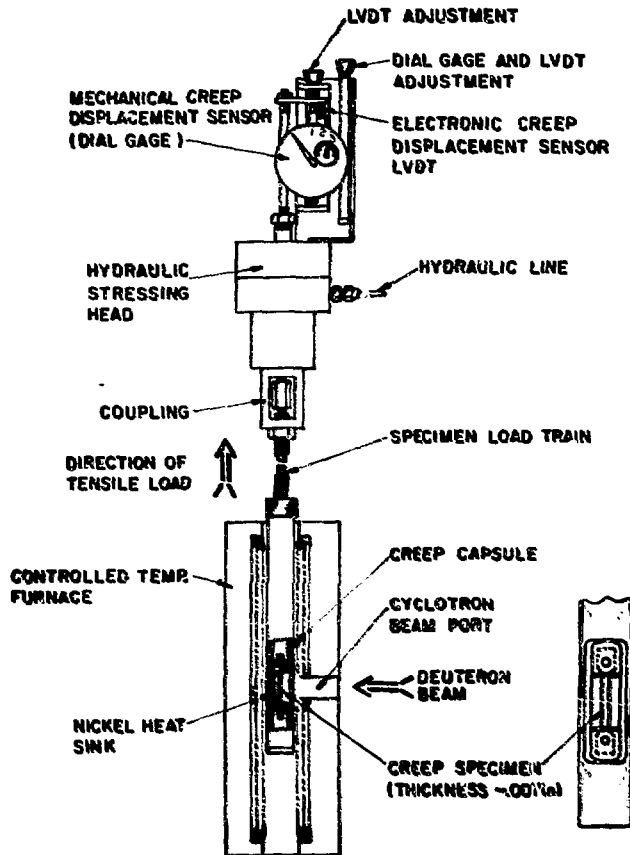 LVDT ADJUSTMENT
DIAL GAGE AND LVDT
ADJUSTMENT
MECHANICAL CREEP
DISPLACEMENT SENSOR
(DIAL GAGE)
ELECTRONIC CREEP
DISPLACEMENT SENSOR
LVDT
HYDRAULIC
STRESSING
HEAD
HYDRAULIC LINE
COUPLING
SPECIMEN LOAD TRAIN
DIRECTION OF
TENSILE LOAD
CREEP CAPSULE
CONTROLLED TEMP.
FURNACE
CYCLOTRON
BEAM PORT
DEUTERON
BEAM
NICKEL HEAT
SINK
CREEP SPECIMEN
(THICKNESS